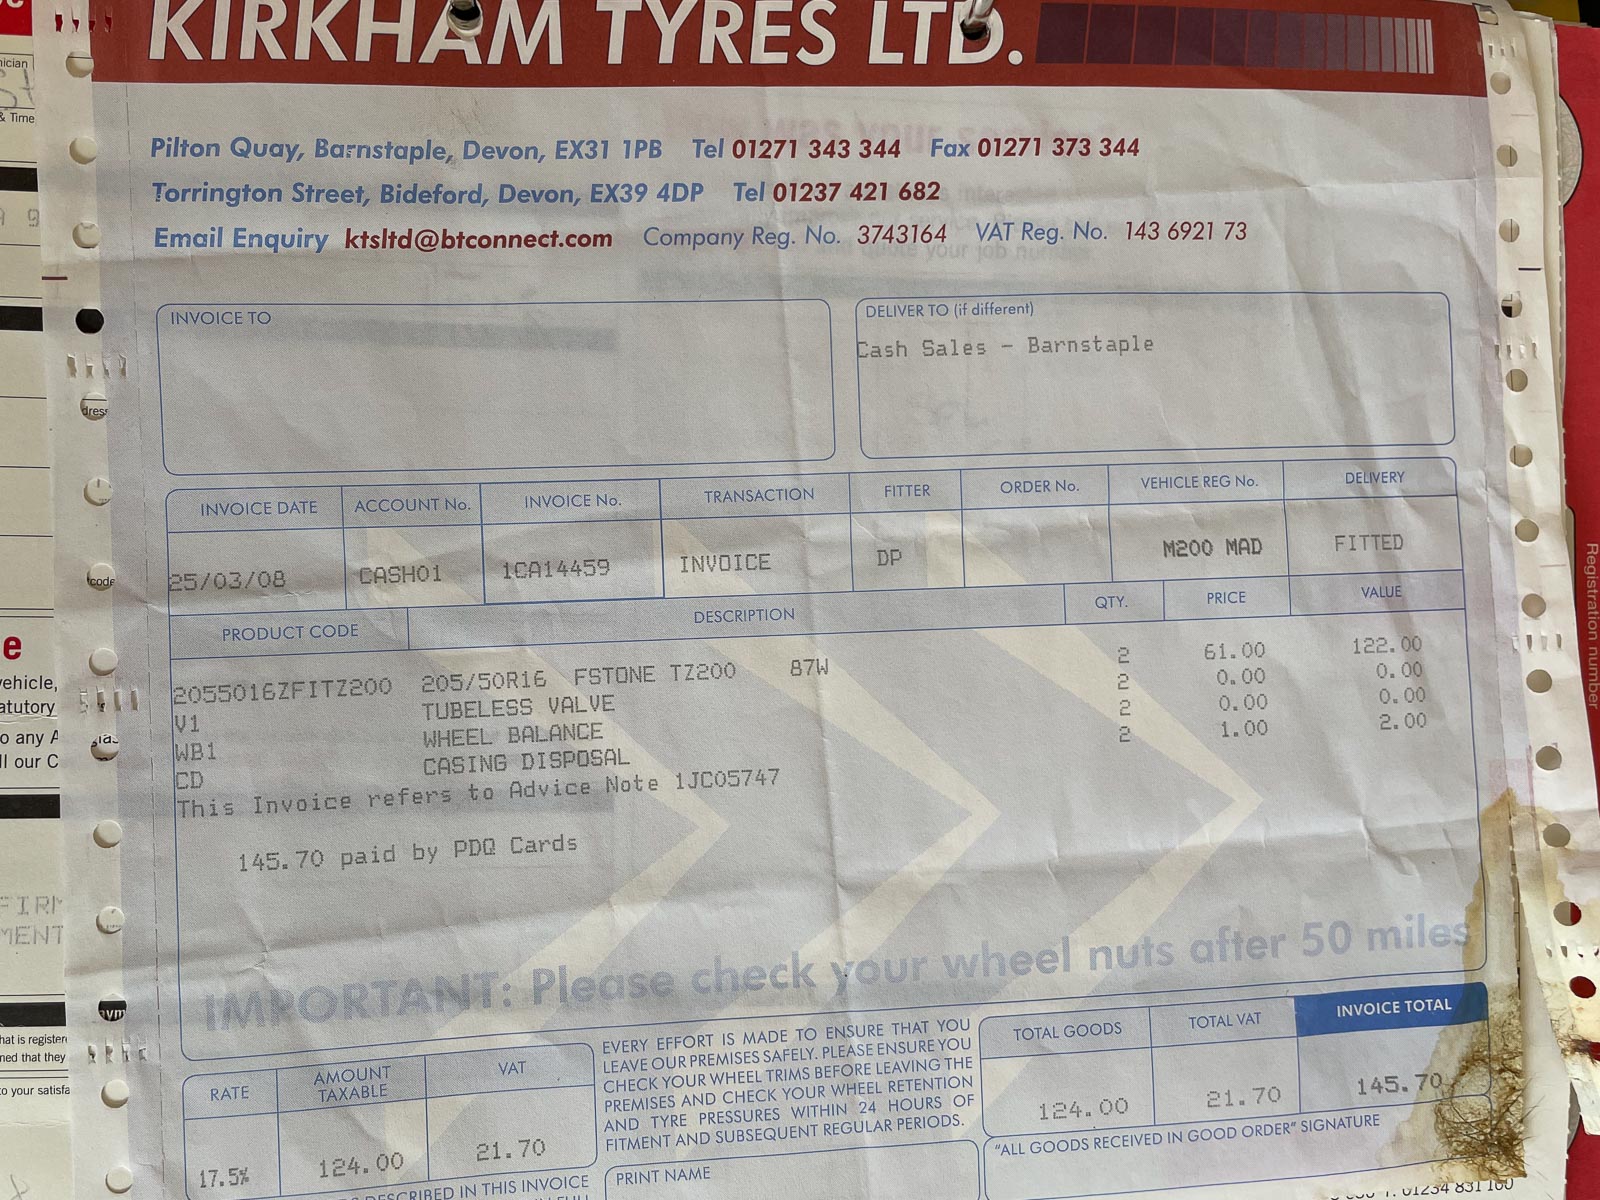 KIRKHAM TYRES LTD.
Pilton Quay, Barnstaple, Devon, EX31 1PB Tel 01271 343 344 Fax 01271 373 344
Torrington Street, Bideford, Devon, EX39 4DP Tel 01237 421 682
Email Enquiry ktsltd@btconnect.com Company Reg. No. 3743164 VAT Reg. No. 143 6921 73
INVOICE TO
DELIVER TO (if different)
Cash Sales - Barnstaple
INVOICE DATE ACCOUNT No. INVOICE No. TRANSACTION FITTER ORDER No. VEHICLE REG No. DELIVERY
25/03/08 CASH01 1CA14459 INVOICE DP M200 MAD FITTED
PRODUCT CODE DESCRIPTION QTY. PRICE VALUE
2055016ZFITZ200 205/50R16 FSTONE TZ200 87W 2 61.00 122.00
V1 TUBELESS VALVE 2 0.00 0.00
WB1 WHEEL BALANCE 2 0.00 0.00
CD CASING DISPOSAL 2 1.00 2.00
This Invoice refers to Advice Note 1JC05747
145.70 paid by PDQ Cards
IMPORTANT: Please check your wheel nuts after 50 miles
RATE AMOUNT TAXABLE VAT
17.5% 124.00 21.70
EVERY EFFORT IS MADE TO ENSURE THAT YOU
LEAVE OUR PREMISES SAFELY. PLEASE ENSURE YOU
CHECK YOUR WHEEL TRIMS BEFORE LEAVING THE
PREMISES AND CHECK YOUR WHEEL RETENTION
AND TYRE PRESSURES WITHIN 24 HOURS OF
FITMENT AND SUBSEQUENT REGULAR PERIODS.
TOTAL GOODS TOTAL VAT INVOICE TOTAL
124.00 21.70 145.70
"ALL GOODS RECEIVED IN GOOD ORDER" SIGNATURE
PRINT NAME
DESCRIBED IN THIS INVOICE
Registration number
& Time
vehicle,
o any A
ll our C
code